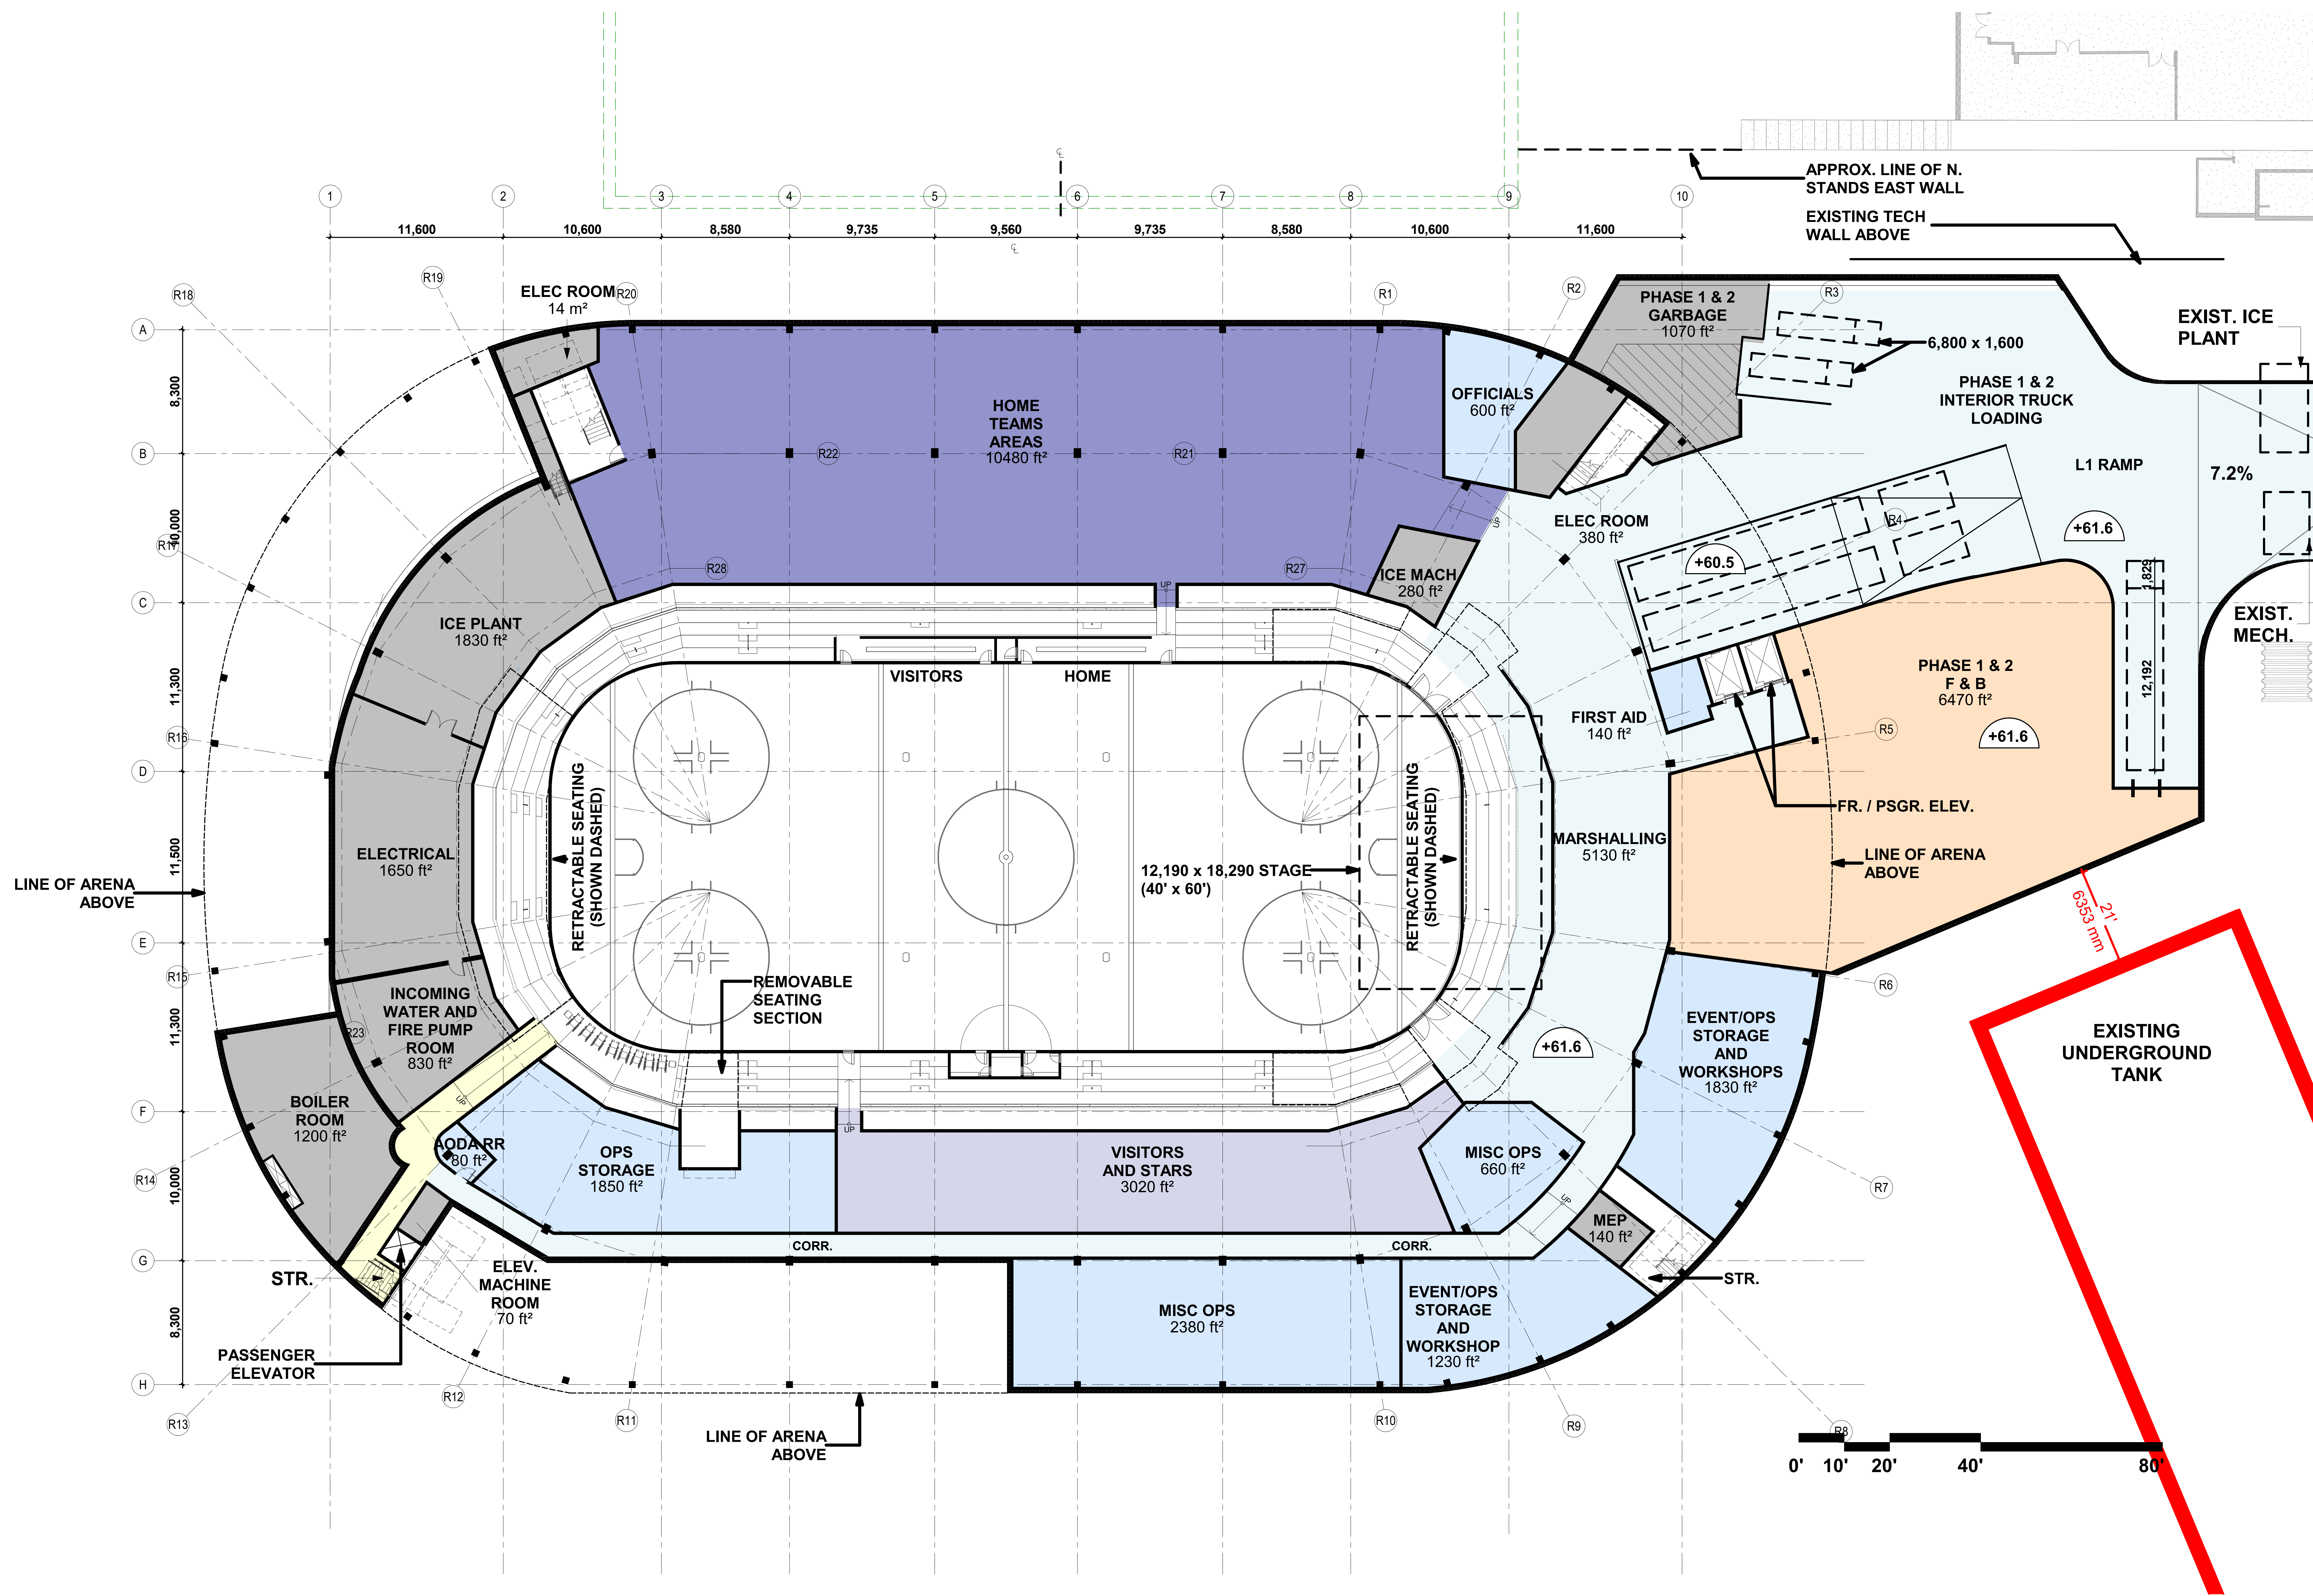 APPROX. LINE OF N.
STANDS EAST WALL
EXISTING TECH
WALL ABOVE
1
2
3
4
5
6
7
8
9
10
11,600
10,600
8,580
9,735
9,560
9,735
8,580
10,600
11,600
R18
R19
ELEC ROOM
14 m²
R20
R1
R2
R3
PHASE 1 & 2
GARBAGE
1070 ft²
EXIST. ICE
PLANT
A
6,800 x 1,600
8,300
PHASE 1 & 2
INTERIOR TRUCK
LOADING
OFFICIALS
600 ft²
HOME
TEAMS
AREAS
10480 ft²
B
R22
R21
L1 RAMP
7.2%
10,000
R17
UP
ELEC ROOM
380 ft²
R4
+61.6
+60.5
R28
R27
ICE MACH
280 ft²
UP
1,829
C
ICE PLANT
1830 ft²
EXIST.
MECH.
11,300
VISITORS
HOME
PHASE 1 & 2
F & B
6470 ft²
12,192
FIRST AID
140 ft²
R16
R5
+61.6
D
RETRACTABLE SEATING
(SHOWN DASHED)
RETRACTABLE SEATING
(SHOWN DASHED)
FR. / PSGR. ELEV.
11,500
ELECTRICAL
1650 ft²
MARSHALLING
5130 ft²
LINE OF ARENA
ABOVE
12,190 x 18,290 STAGE
(40' x 60')
LINE OF ARENA
ABOVE
21'
6353 mm
E
R15
REMOVABLE
SEATING
SECTION
R6
INCOMING
WATER AND
FIRE PUMP
ROOM
830 ft²
R23
11,300
EVENT/OPS
STORAGE
AND
WORKSHOPS
1830 ft²
+61.6
EXISTING
UNDERGROUND
TANK
BOILER
ROOM
1200 ft²
UP
F
UP
AODA RR
80 ft²
OPS
STORAGE
1850 ft²
VISITORS
AND STARS
3020 ft²
MISC OPS
660 ft²
R14
10,000
R7
UP
MEP
140 ft²
CORR.
CORR.
G
STR.
ELEV.
MACHINE
ROOM
70 ft²
STR.
8,300
MISC OPS
2380 ft²
EVENT/OPS
STORAGE
AND
WORKSHOP
1230 ft²
PASSENGER
ELEVATOR
H
R12
R13
R11
R10
R9
R8
LINE OF ARENA
ABOVE
0'
10'
20'
40'
80'